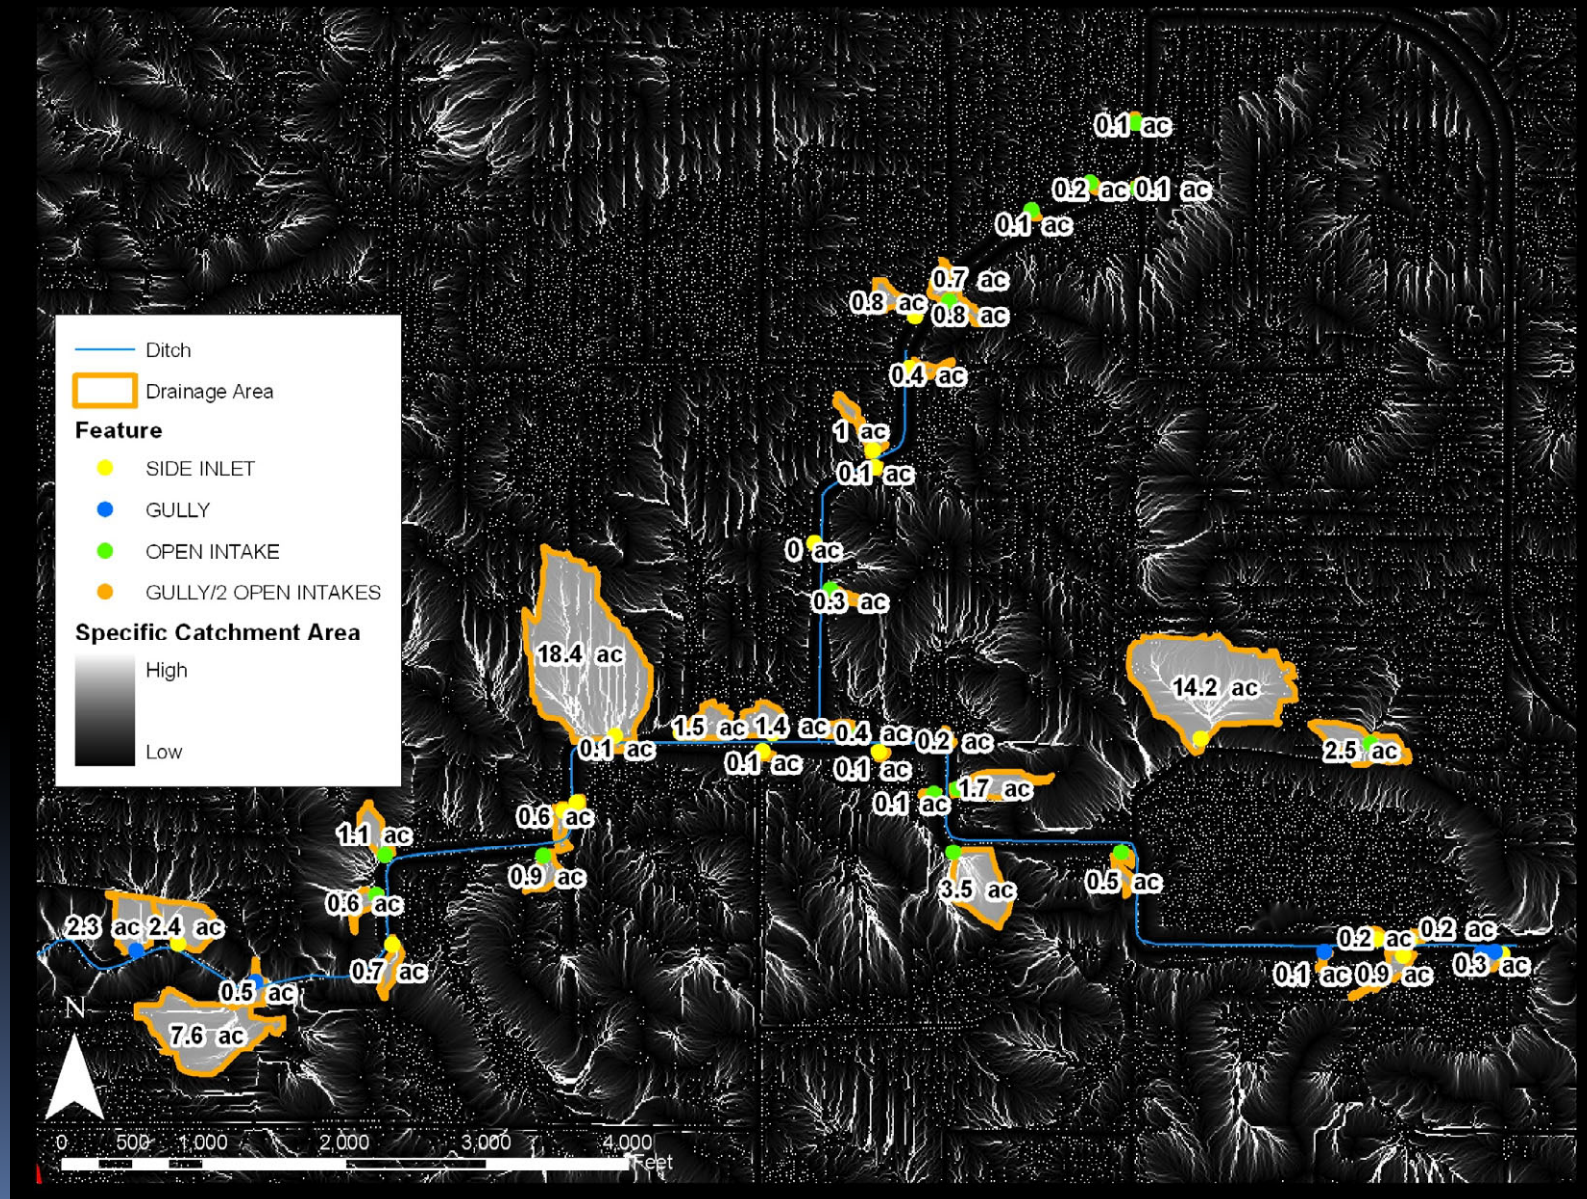 0.1 ac
0.2 ac 0.1 ac
0.1 ac
0.7 ac
0.8 ac 0.8 ac
0.4 ac
1 ac
0.1 ac
0 ac
0.3 ac
Ditch
Drainage Area
Feature
SIDE INLET
GULLY
OPEN INTAKE
GULLY/2 OPEN INTAKES
Specific Catchment Area
High
Low
18.4 ac
14.2 ac
1.5 ac 1.4 ac 0.4 ac 0.2 ac
0.1 ac 0.1 ac 0.1 ac 2.5 ac
0.1 ac 1.7 ac
0.6 ac
1.1 ac
0.9 ac 3.5 ac 0.5 ac
0.6 ac
2.3 ac 2.4 ac 0.2 ac 0.2 ac
0.7 ac 0.1 ac 0.9 ac 0.3 ac
0.5 ac
N
7.6 ac
0 500 1,000 2,000 3,000 4,000
Feet